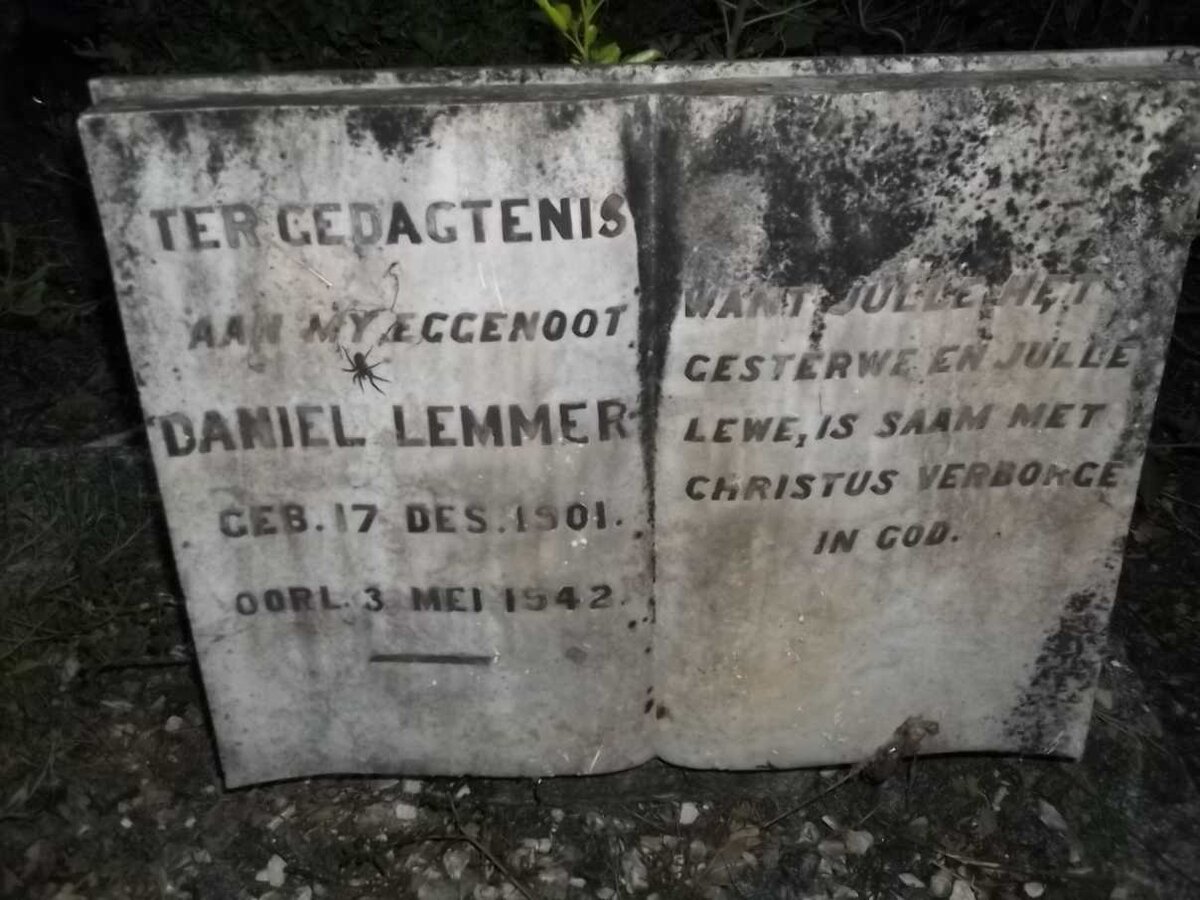 TER GEDAGTENIS
AAN MY EGGENOOT
DANIEL LEMMER
GEB. 17 DES. 1901.
OORL. 3 MEI 1942.
WANT JULLE HET
GESTERWE EN JULLE
LEWE, IS SAAM MET
CHRISTUS VERBORGE
IN GOD.